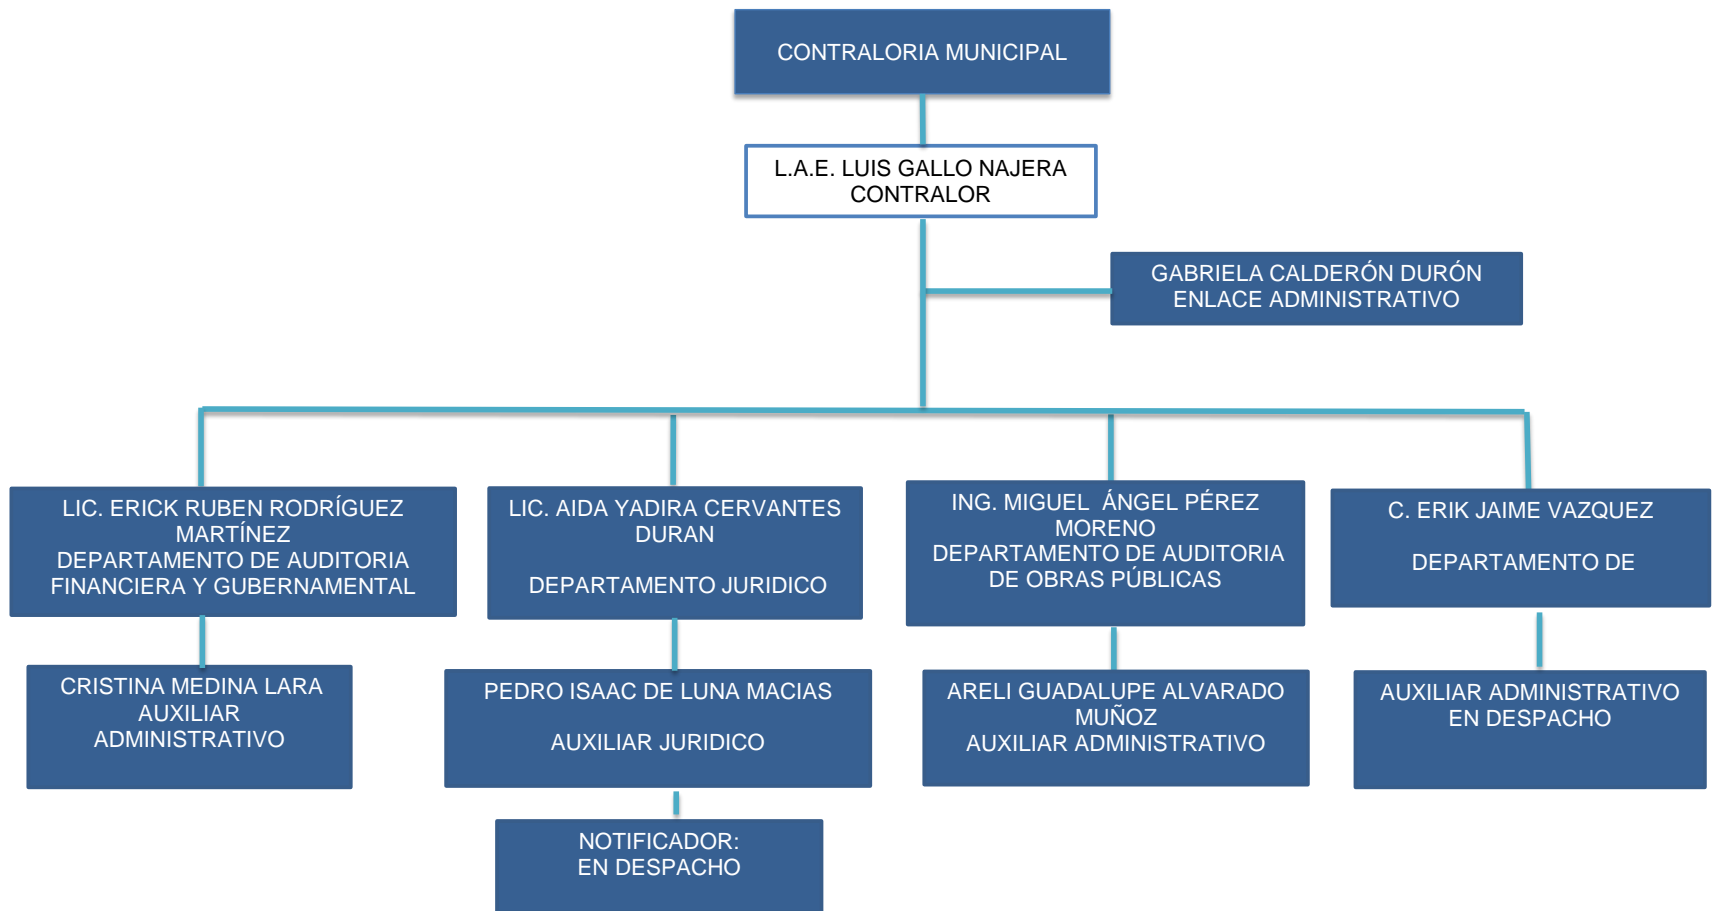 CONTRALORIA MUNICIPAL
L.A.E. LUIS GALLO NAJERA
CONTRALOR
GABRIELA CALDERÓN DURÓN
ENLACE ADMINISTRATIVO
LIC. ERICK RUBEN RODRÍGUEZ
MARTÍNEZ
DEPARTAMENTO DE AUDITORIA
FINANCIERA Y GUBERNAMENTAL
LIC. AIDA YADIRA CERVANTES
DURAN
DEPARTAMENTO JURIDICO
ING. MIGUEL ÁNGEL PÉREZ
MORENO
DEPARTAMENTO DE AUDITORIA
DE OBRAS PÚBLICAS
C. ERIK JAIME VAZQUEZ
DEPARTAMENTO DE
CRISTINA MEDINA LARA
AUXILIAR
ADMINISTRATIVO
PEDRO ISAAC DE LUNA MACIAS
AUXILIAR JURIDICO
ARELI GUADALUPE ALVARADO
MUÑOZ
AUXILIAR ADMINISTRATIVO
AUXILIAR ADMINISTRATIVO
EN DESPACHO
NOTIFICADOR:
EN DESPACHO